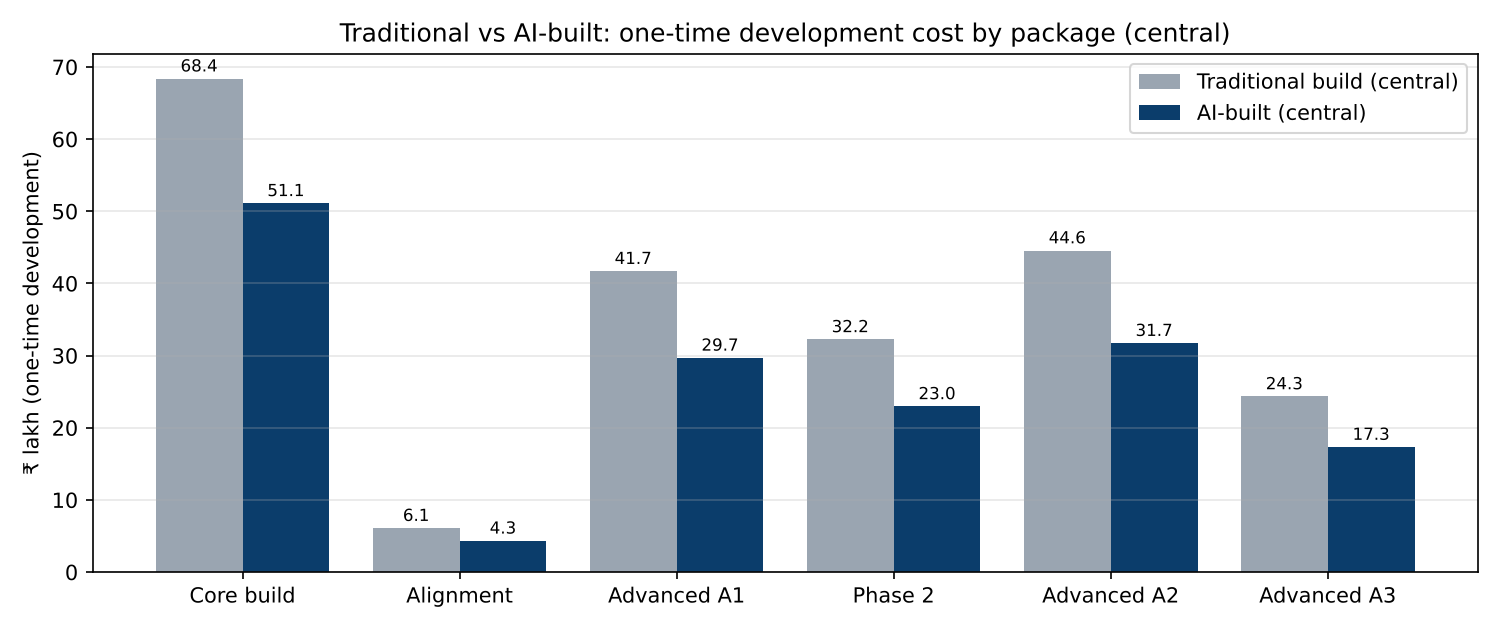 Traditional vs AI-built: one-time development cost by package (central)
Traditional build (central)
AI-built (central)
₹ lakh (one-time development)
70
60
50
40
30
20
10
0
68.4
51.1
6.1
4.3
41.7
29.7
32.2
23.0
44.6
31.7
24.3
17.3
Core build
Alignment
Advanced A1
Phase 2
Advanced A2
Advanced A3